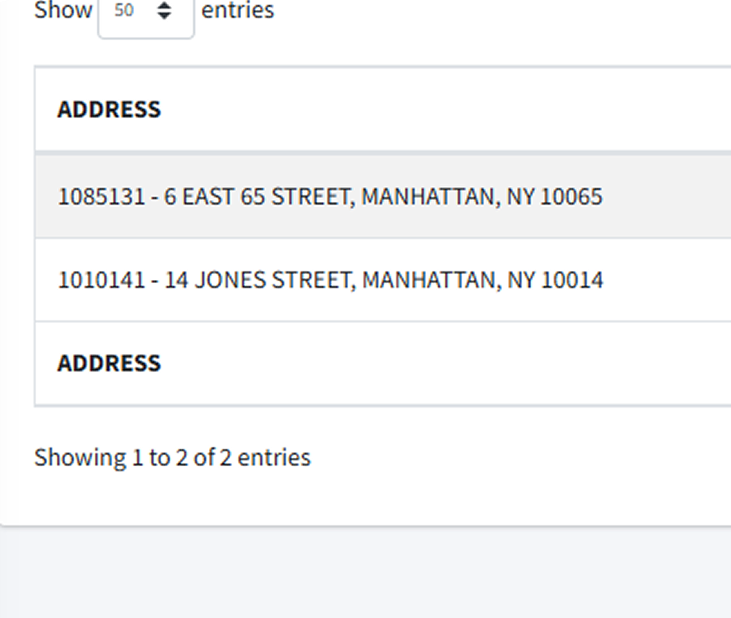 Show 50 entries
ADDRESS
1085131 - 6 EAST 65 STREET, MANHATTAN, NY 10065
1010141 - 14 JONES STREET, MANHATTAN, NY 10014
ADDRESS
Showing 1 to 2 of 2 entries